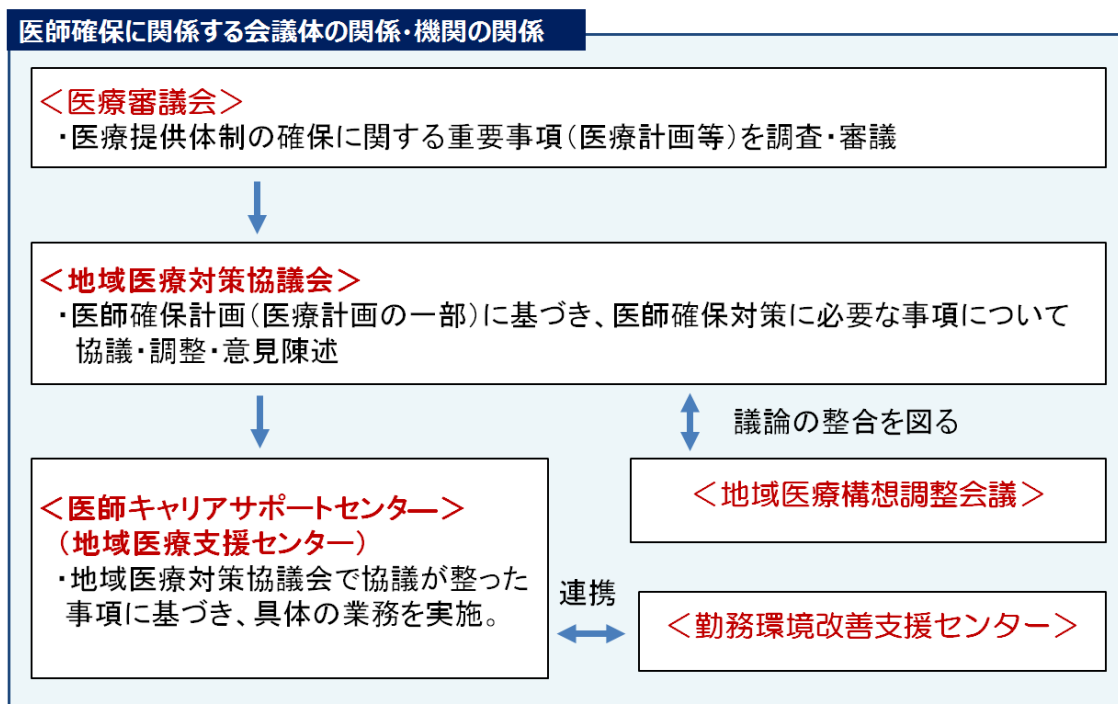 医師確保に関係する会議体の関係・機関の関係
＜医療審議会＞
・医療提供体制の確保に関する重要事項（医療計画等）を調査・審議
＜地域医療対策協議会＞
・医師確保計画（医療計画の一部）に基づき、医師確保対策に必要な事項について
協議・調整・意見陳述
議論の整合を図る
＜医師キャリアサポートセンター＞
（地域医療支援センター）
・地域医療対策協議会で協議が整った
事項に基づき、具体の業務を実施。
＜地域医療構想調整会議＞
連携
＜勤務環境改善支援センター＞